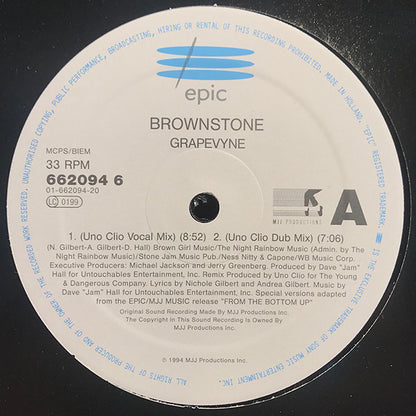 epic
BROWNSTONE
GRAPEVYNE
MCPS/BIEM
33 RPM
662094 6
01-662094-20
LC 0199
MJJ PRODUCTIONS
A
1. (Uno Clio Vocal Mix) (8:52) 2. (Uno Clio Dub Mix) (7:06)
(N. Gilbert-A. Gilbert-D. Hall) Brown Girl Music/The Night Rainbow Music (Admin. by The
Night Rainbow Music)/Stone Jam Music Pub./Ness Nitty & Capone/WB Music Corp.
Executive Producers: Michael Jackson and Jerry Greenberg. Produced by Dave "Jam"
Hall for Untouchables Entertainment, Inc. Remix Produced by Uno Clio for The Young
& Dangerous Company. Lyrics by Nichole Gilbert and Andrea Gilbert. Music by
Dave "Jam" Hall for Untouchables Entertainment, Inc. Special versions adapted
from the EPIC/MJJ MUSIC release "FROM THE BOTTOM UP"
Original Sound Recording Made By MJJ Productions Inc.
The Copyright in This Sound Recording is Owned By
MJJ Productions Inc.
© 1994 MJJ Productions Inc.
ALL RIGHTS OF THE PRODUCER AND OF THE OWNER OF THE RECORDED WORK RESERVED. UNAUTHORISED COPYING, PUBLIC PERFORMANCE, BROADCASTING, HIRING OR RENTAL OF THIS RECORD PROHIBITED. MADE IN HOLLAND. "EPIC" REGISTERED TRADEMARK. IS THE EXCLUSIVE TRADEMARK OF SONY MUSIC ENTERTAINMENT INC.